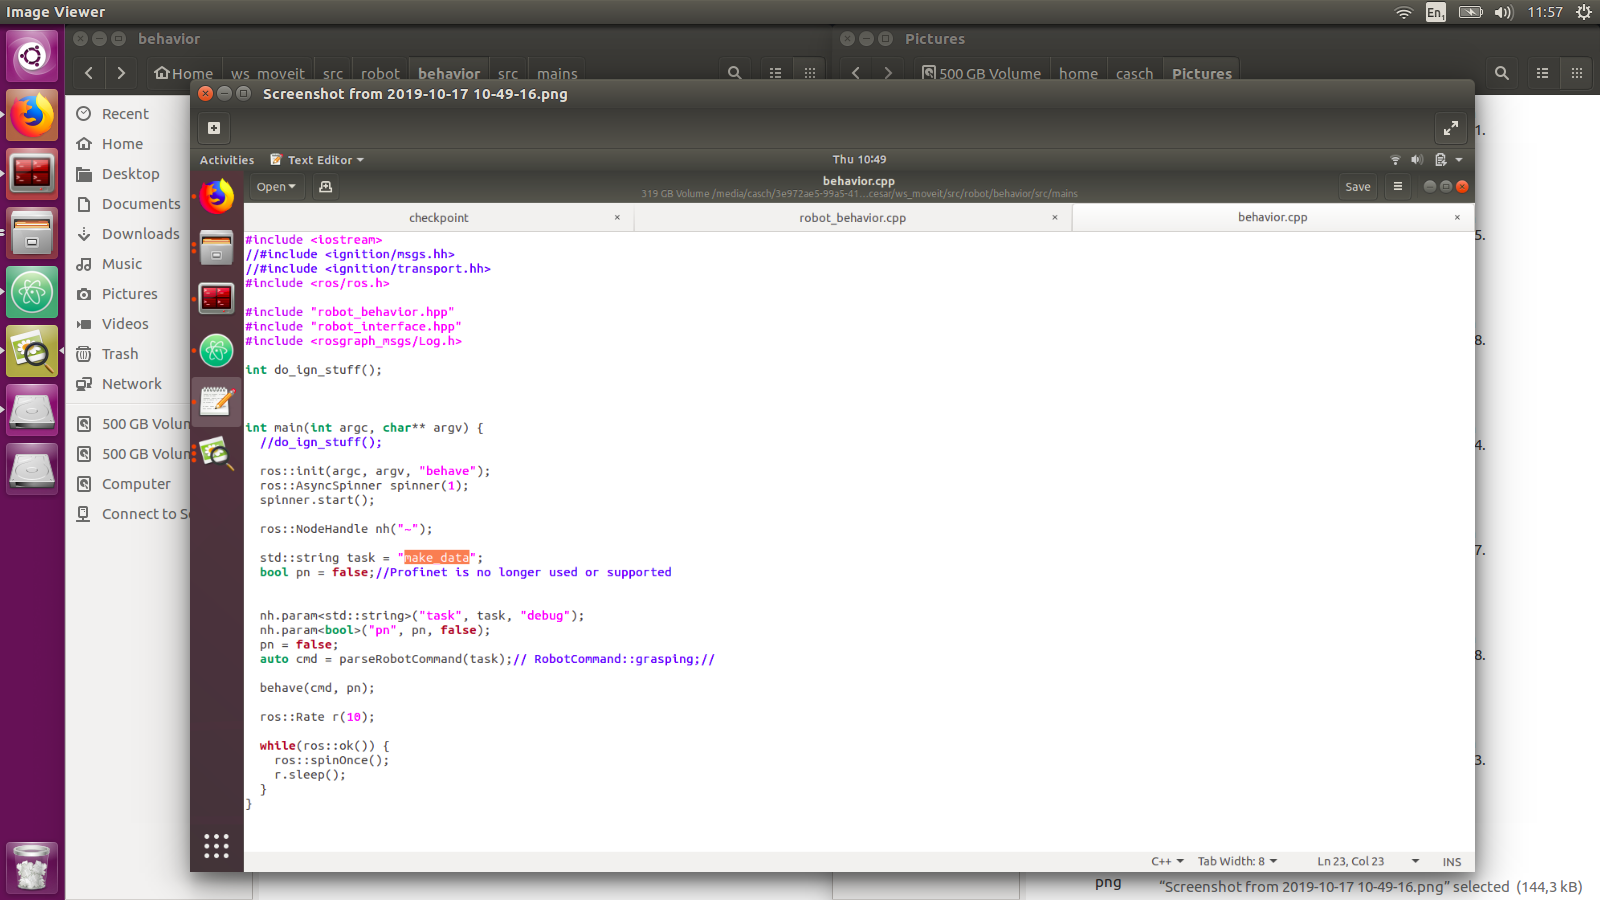 Image Viewer
En1
11:57
behavior
Pictures
Home ws_moveit src robot behavior src mains
500 GB Volume home casch Pictures
Screenshot from 2019-10-17 10-49-16.png
Recent
Home
Desktop
Documents
Downloads
Music
Pictures
Videos
Trash
Network
500 GB Volun
500 GB Volun
Computer
Connect to Se
Activities Text Editor Thu 10:49
Open
behavior.cpp
319 GB Volume /media/casch/3e972ae5-99a5-41...cesar/ws_moveit/src/robot/behavior/src/mains
Save
checkpoint × robot_behavior.cpp × behavior.cpp ×
#include <iostream>
//#include <ignition/msgs.hh>
//#include <ignition/transport.hh>
#include <ros/ros.h>
#include "robot_behavior.hpp"
#include "robot_interface.hpp"
#include <rosgraph_msgs/Log.h>
int do_ign_stuff();
int main(int argc, char** argv) {
//do_ign_stuff();
ros::init(argc, argv, "behave");
ros::AsyncSpinner spinner(1);
spinner.start();
ros::NodeHandle nh("~");
std::string task = "make_data";
bool pn = false;//Profinet is no longer used or supported
nh.param<std::string>("task", task, "debug");
nh.param<bool>("pn", pn, false);
pn = false;
auto cmd = parseRobotCommand(task);// RobotCommand::grasping;//
behave(cmd, pn);
ros::Rate r(10);
while(ros::ok()) {
ros::spinOnce();
r.sleep();
}
}
C++ Tab Width: 8 Ln 23, Col 23 INS
1.
5.
8.
4.
7.
8.
3.
png
"Screenshot from 2019-10-17 10-49-16.png" selected (144,3 kB)